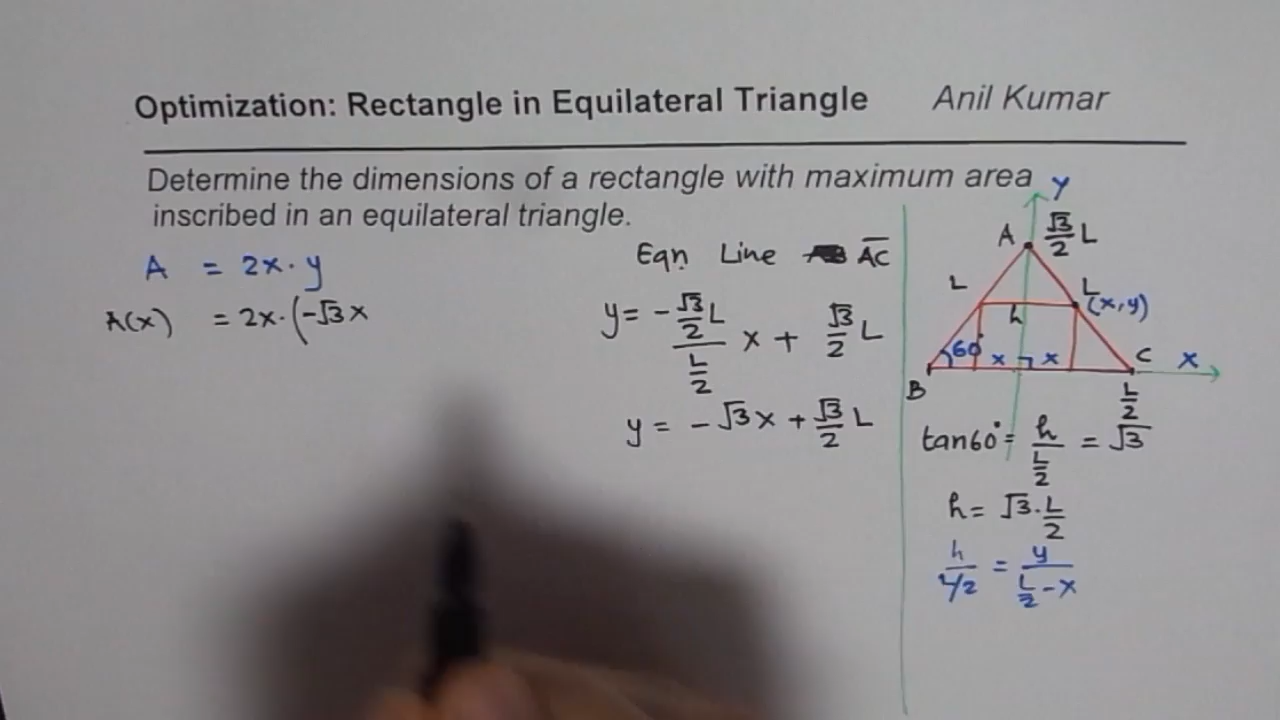 Optimization: Rectangle in Equilateral Triangle Anil Kumar
Determine the dimensions of a rectangle with maximum area
inscribed in an equilateral triangle.
A = 2x·y
A(x) = 2x·(-√3x
Eqn Line AC̅
y = -(√3/2 L)/(L/2) x + √3/2 L
y = -√3x + √3/2 L
y
A √3/2 L
L L
(x,y)
h
60° x x C x
B L/2
tan60° = h/(L/2) = √3
h = √3·L/2
h/(L/2) = y/(L/2-x)